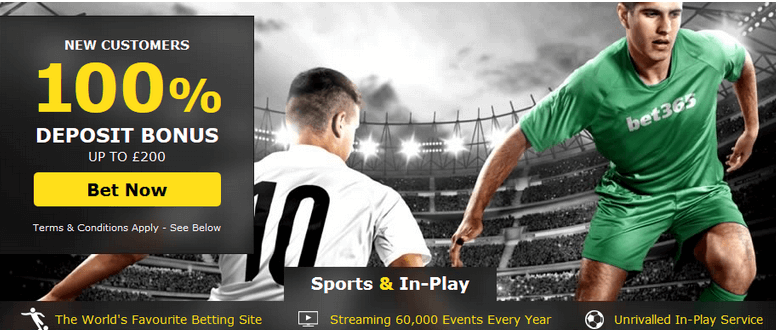 NEW CUSTOMERS
100%
DEPOSIT BONUS
UP TO £200
Bet Now
Terms & Conditions Apply - See Below
bet365
10
Sports & In-Play
The World's Favourite Betting Site
Streaming 60,000 Events Every Year
Unrivalled In-Play Service